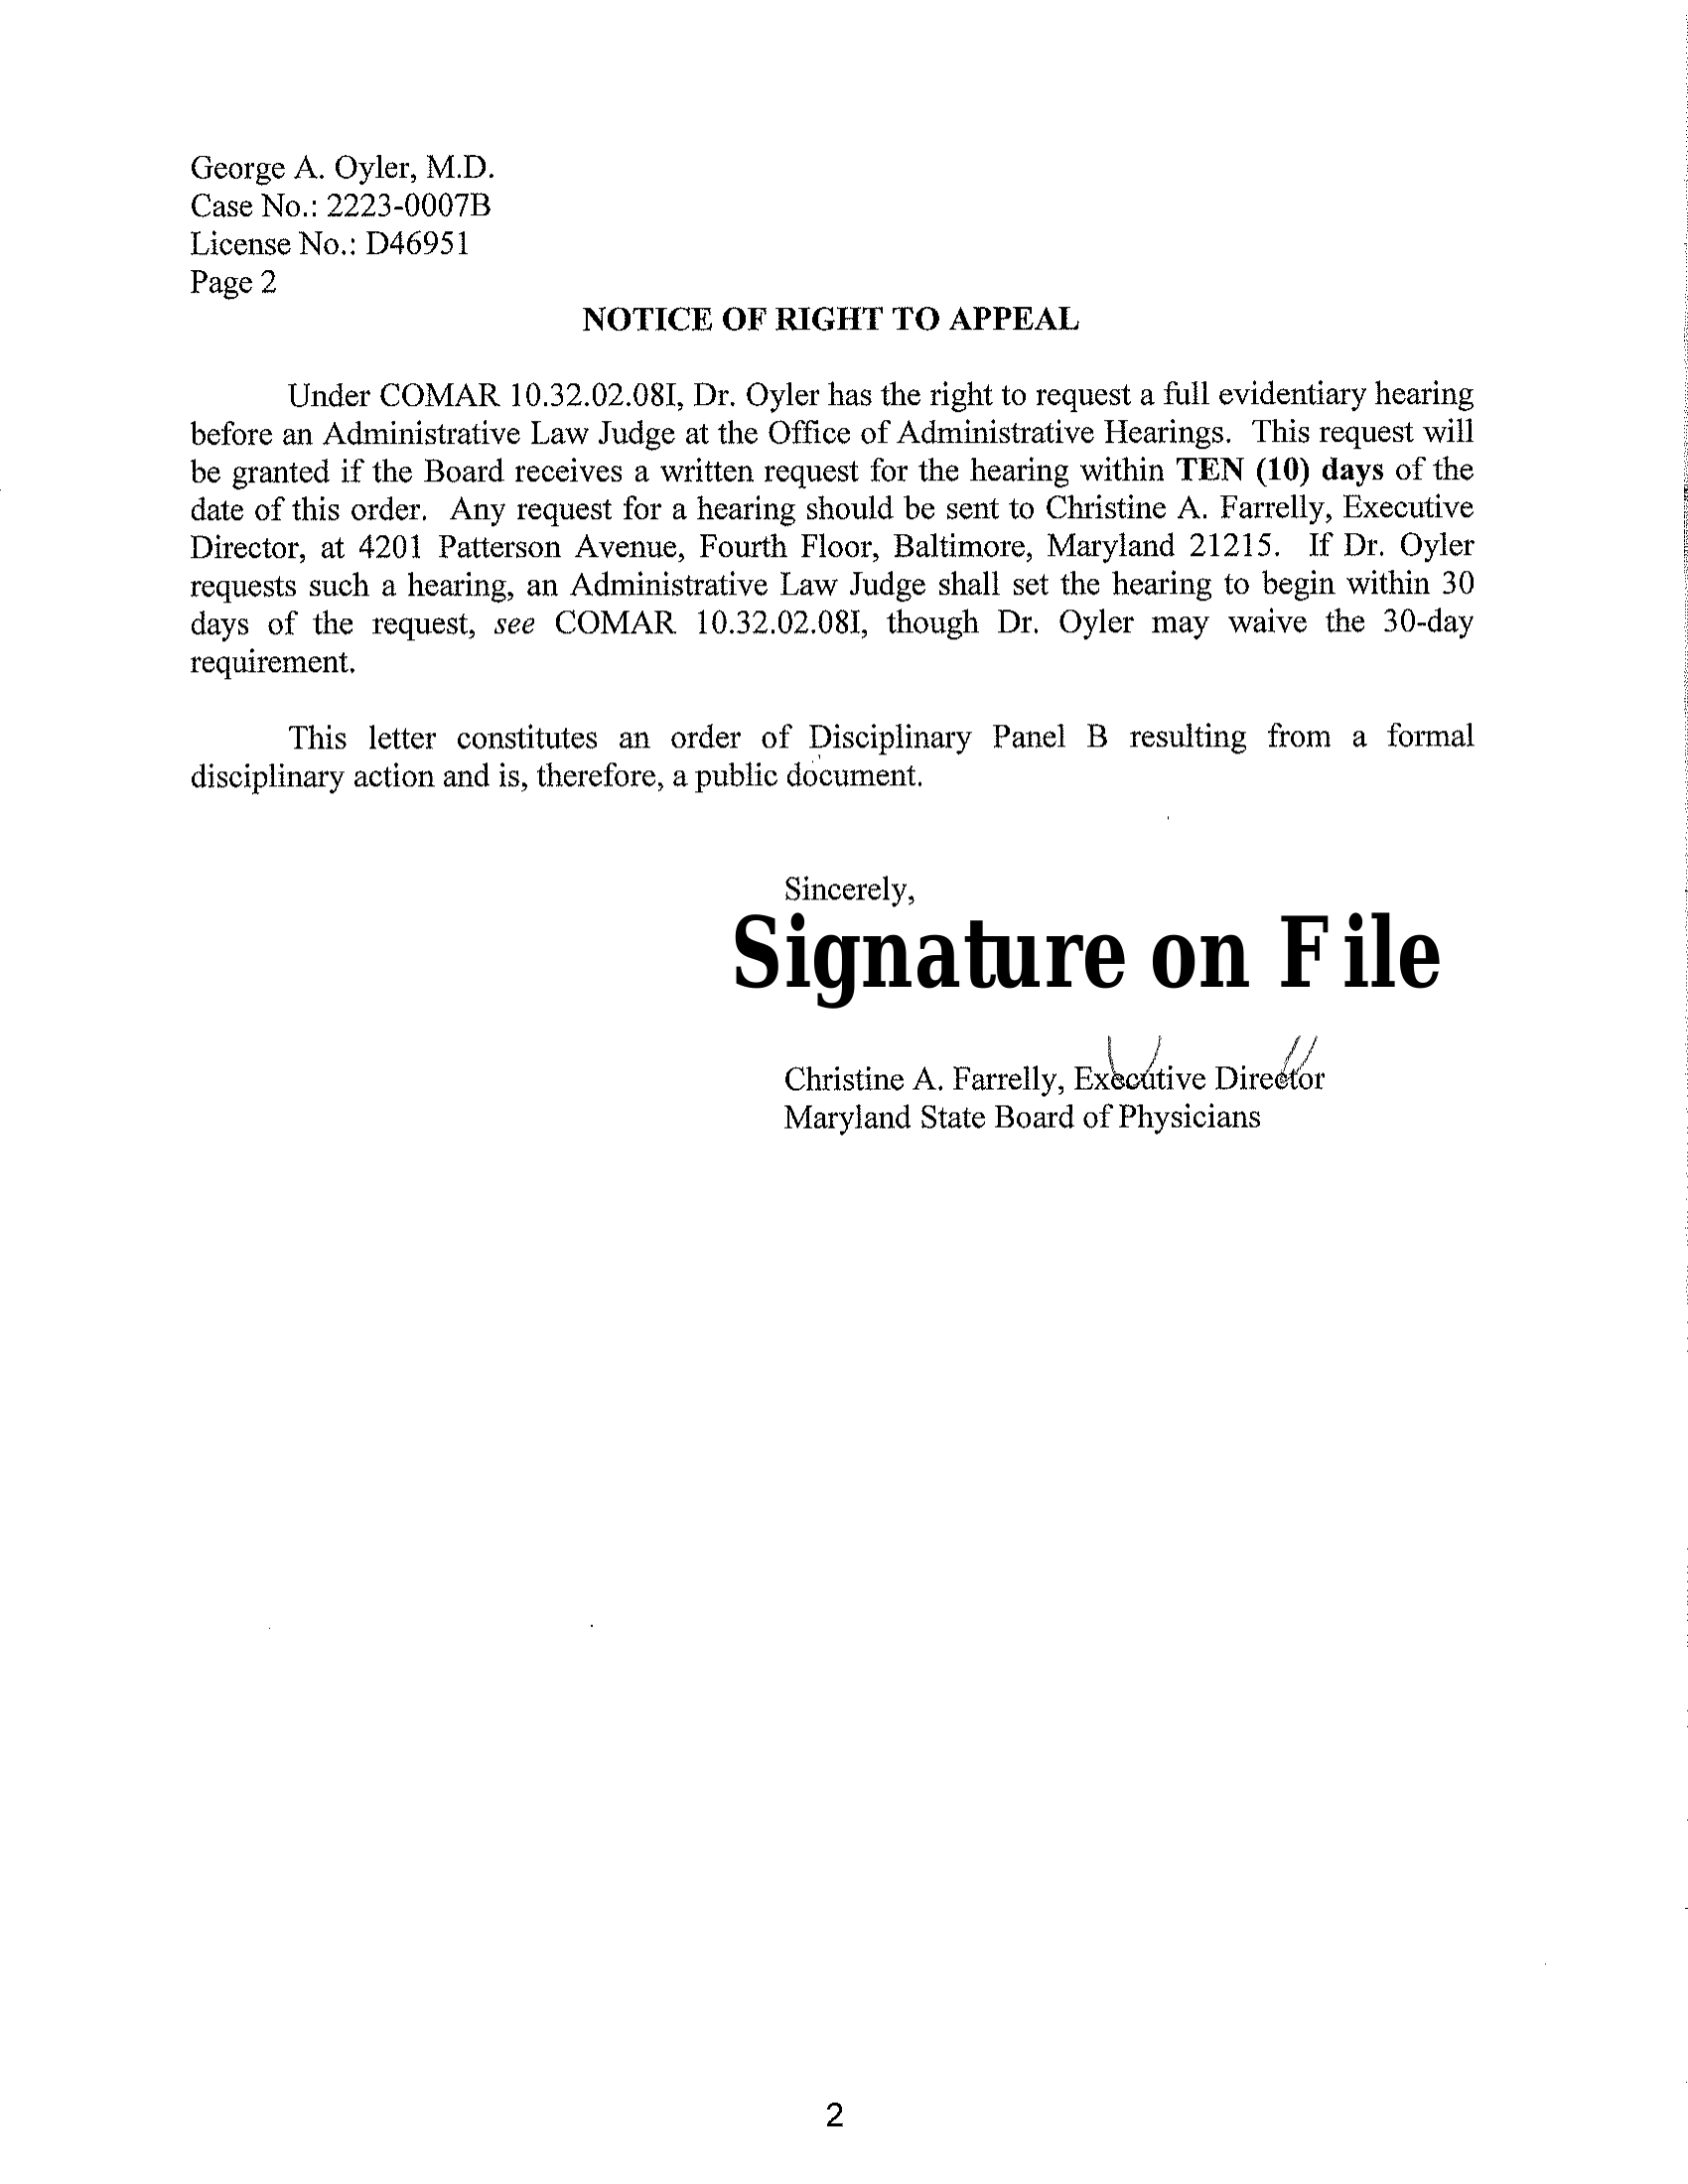 George A. Oyler, M.D.
Case No.: 2223-0007B
License No.: D46951
Page 2
NOTICE OF RIGHT TO APPEAL
Under COMAR 10.32.02.08I, Dr. Oyler has the right to request a full evidentiary hearing
before an Administrative Law Judge at the Office of Administrative Hearings. This request will
be granted if the Board receives a written request for the hearing within TEN (10) days of the
date of this order. Any request for a hearing should be sent to Christine A. Farrelly, Executive
Director, at 4201 Patterson Avenue, Fourth Floor, Baltimore, Maryland 21215. If Dr. Oyler
requests such a hearing, an Administrative Law Judge shall set the hearing to begin within 30
days of the request, see COMAR 10.32.02.08I, though Dr. Oyler may waive the 30-day
requirement.
This letter constitutes an order of Disciplinary Panel B resulting from a formal
disciplinary action and is, therefore, a public document.
Sincerely,
Signature on File
Christine A. Farrelly, Executive Director
Maryland State Board of Physicians
2